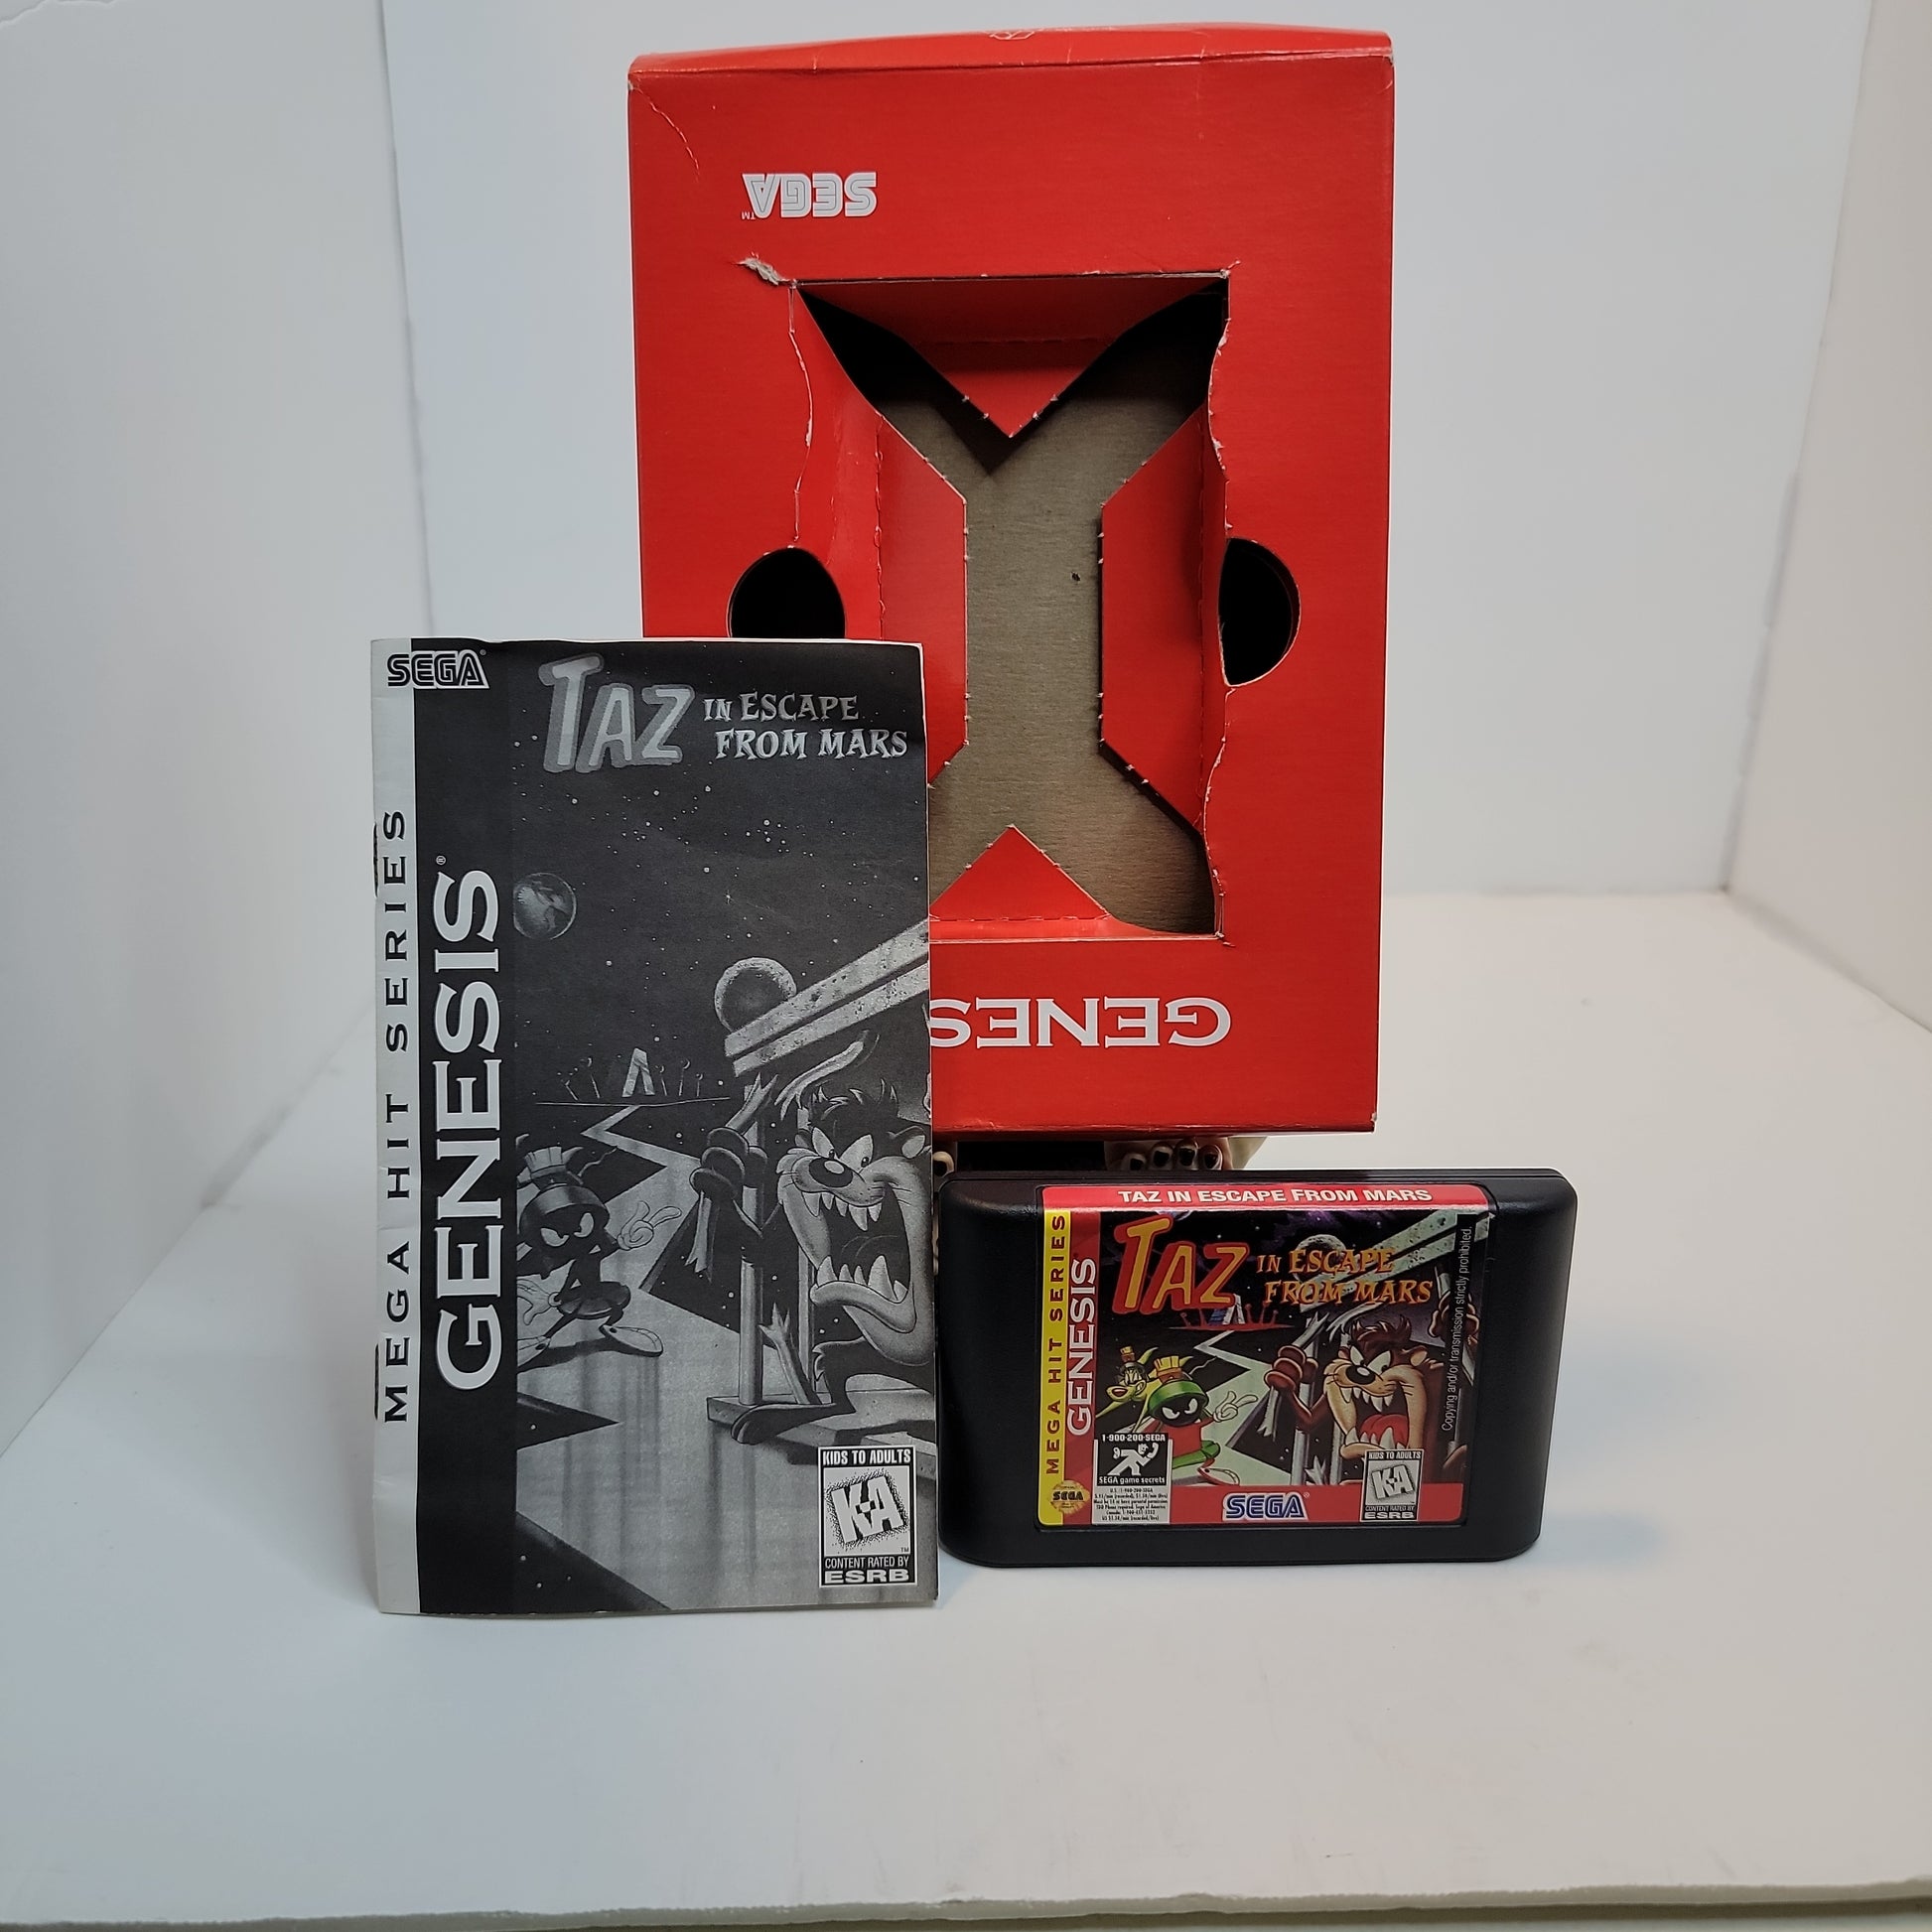 SEGA™
GENES
SEGA®
TAZ IN ESCAPE
FROM MARS
MEGA HIT SERIES
GENESIS®
KIDS TO ADULTS
K-A
™
CONTENT RATED BY
ESRB
TAZ IN ESCAPE FROM MARS
MEGA HIT SERIES
GENESIS
TAZ IN ESCAPE
FROM MARS
Copying and/or transmission strictly prohibited.
1-900-200-SEGA
SEGA game secrets
SEGA
SEGA
KIDS TO ADULTS
K-A
CONTENT RATED BY
ESRB